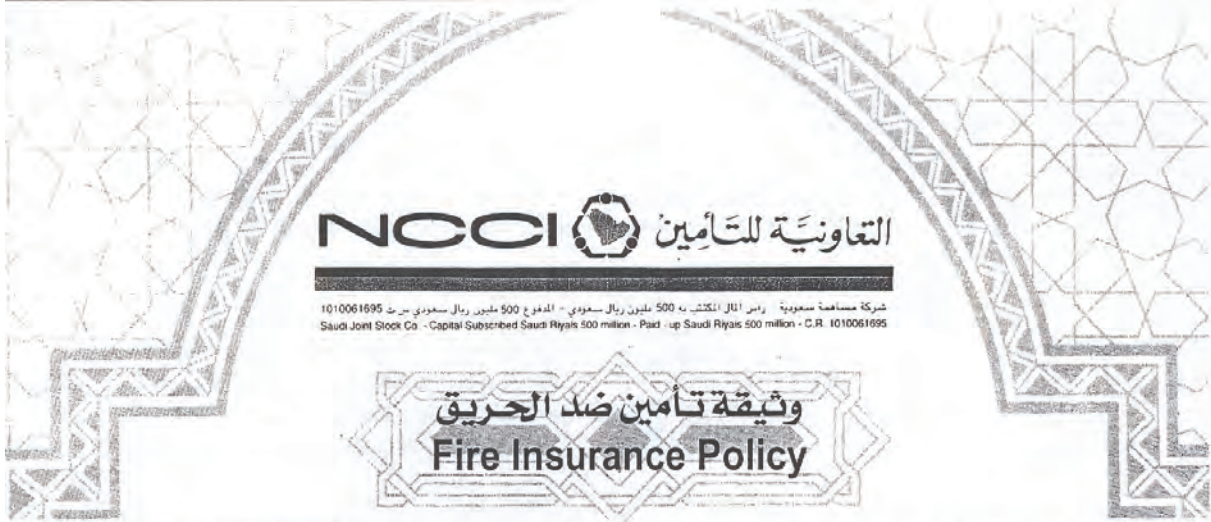 NCCI التعاونية للتأمين
شركة مساهمة سعودية رأس المال المكتتب به 500 مليون ريال سعودي - المدفوع 500 مليون ريال سعودي س ت 1010061695
Saudi Joint Stock Co. - Capital Subscribed Saudi Riyals 500 million - Paid - up Saudi Riyals 500 million - C.R. 1010061695
وثيقة تأمين ضد الحريق
Fire Insurance Policy